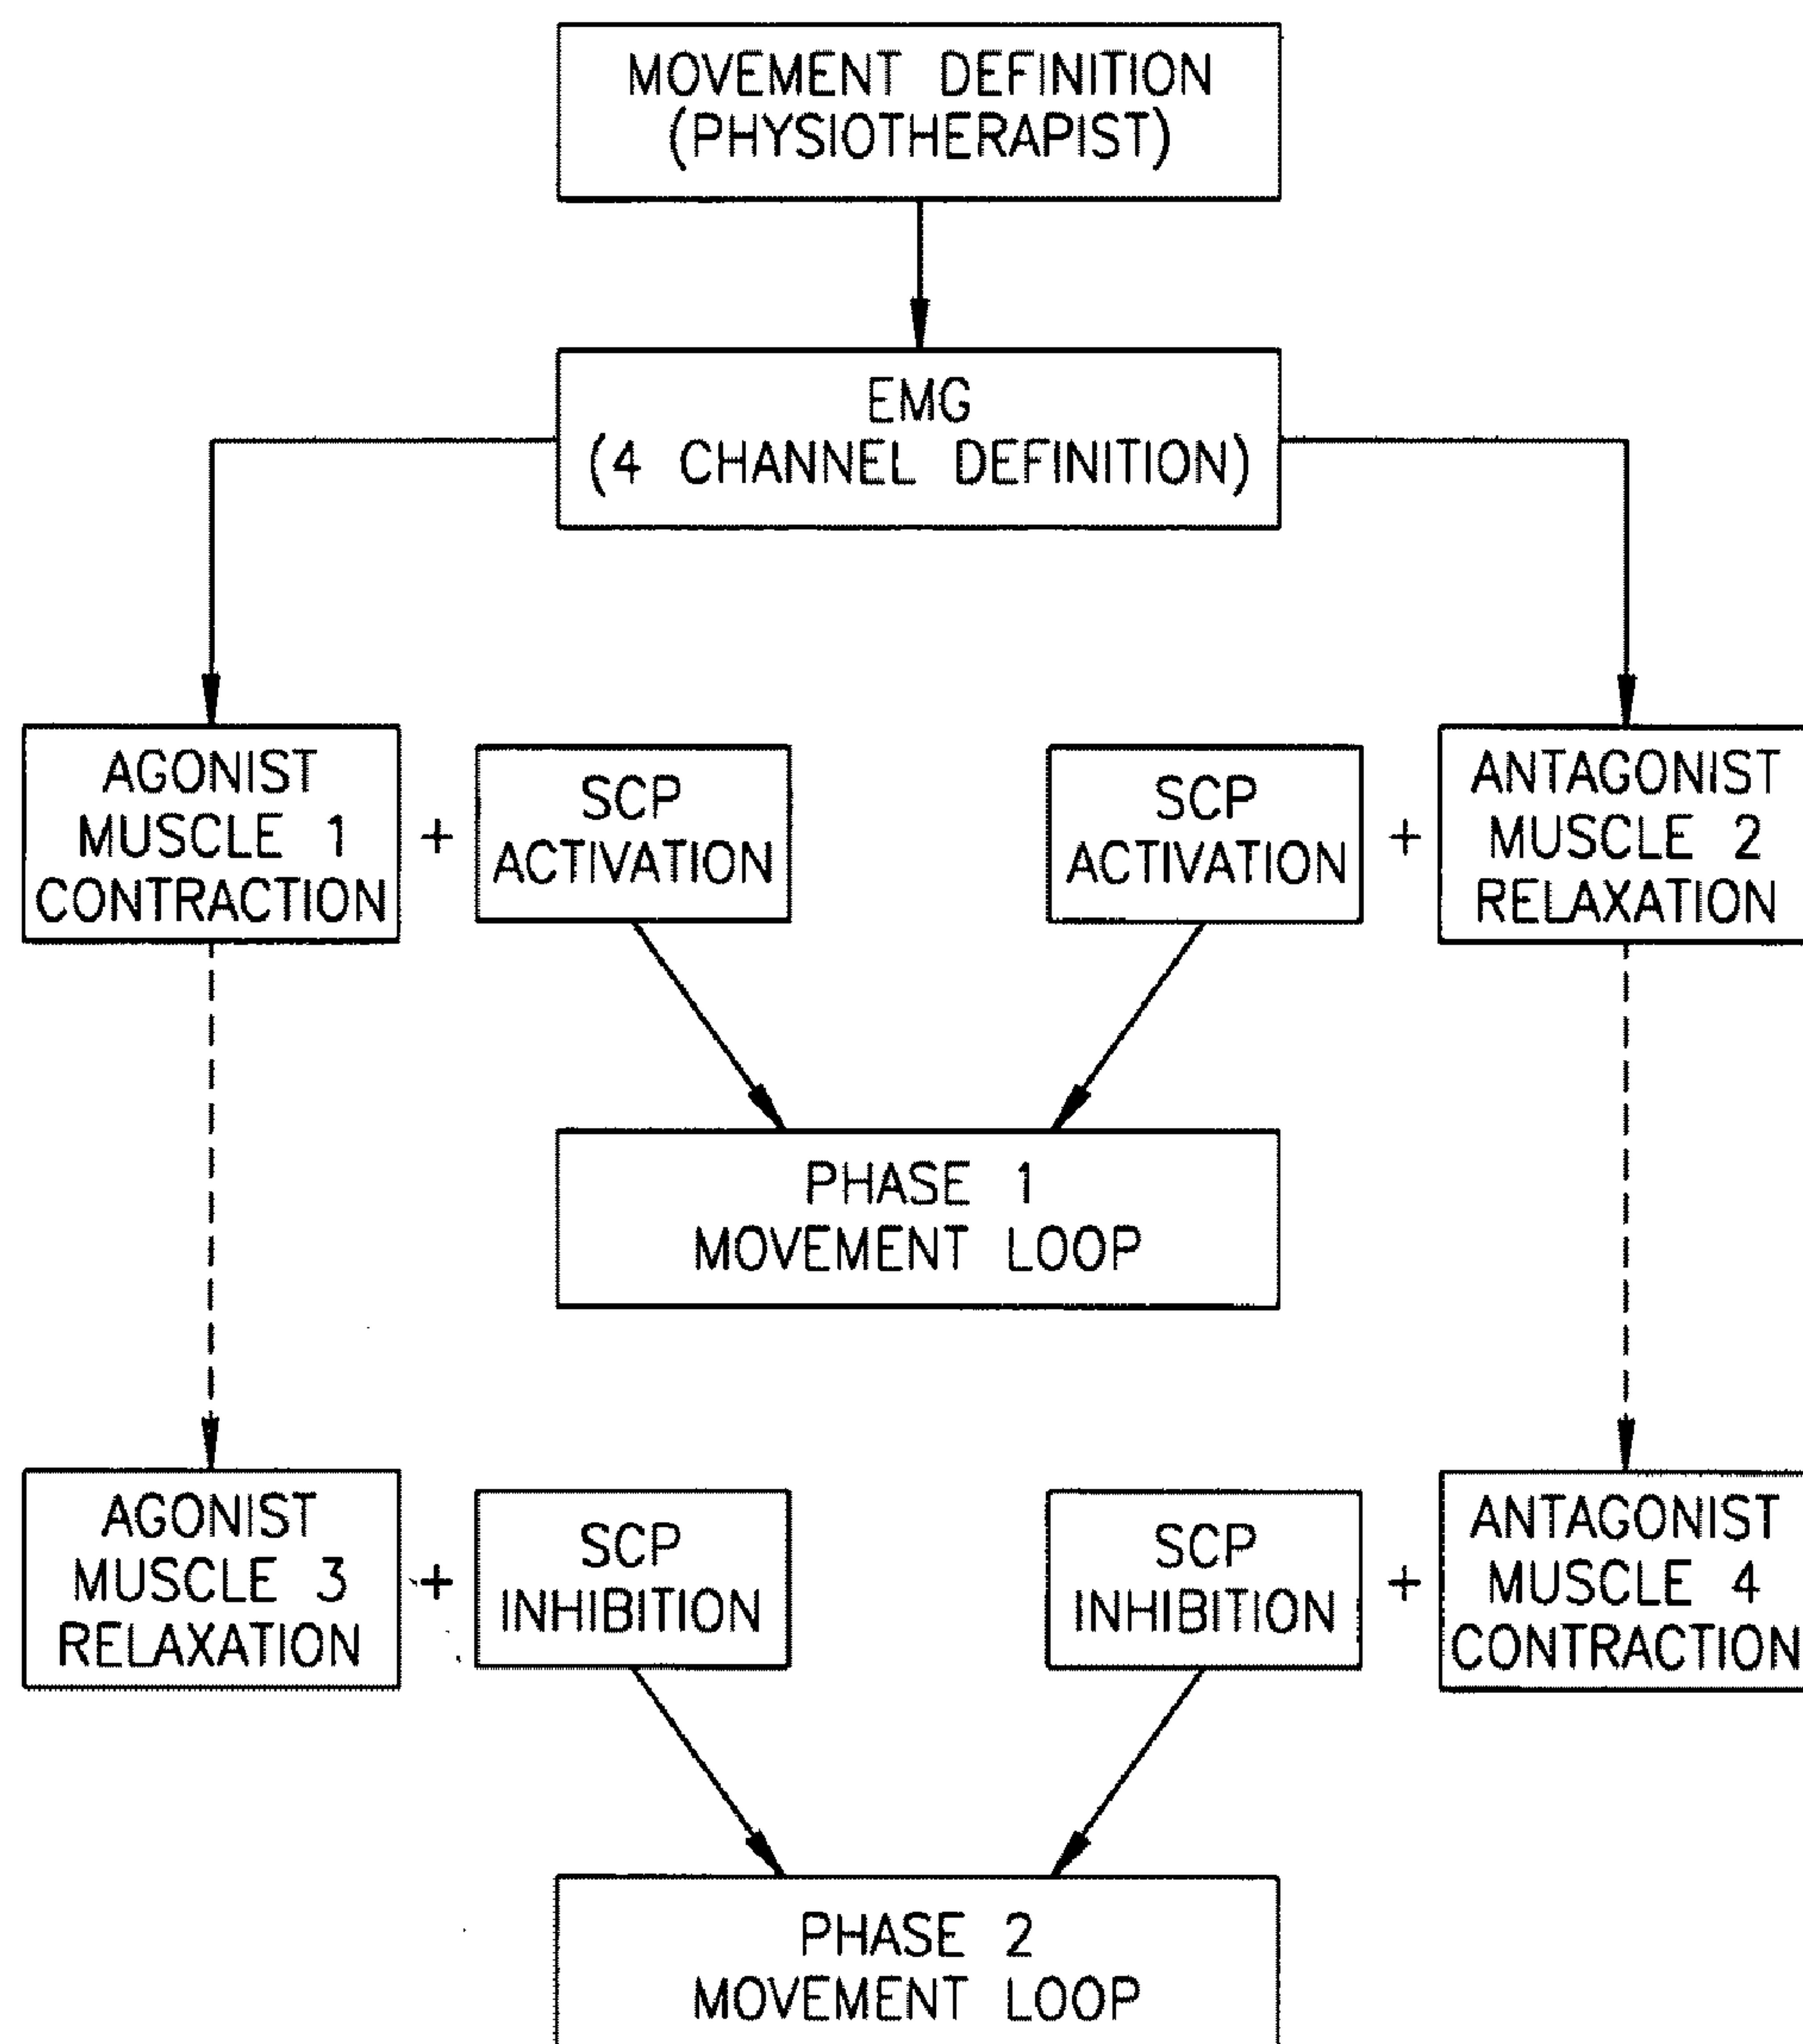 MOVEMENT DEFINITION
(PHYSIOTHERAPIST)
EMG
(4 CHANNEL DEFINITION)
AGONIST
MUSCLE 1
CONTRACTION
+
SCP
ACTIVATION
SCP
ACTIVATION
+
ANTAGONIST
MUSCLE 2
RELAXATION
PHASE 1
MOVEMENT LOOP
AGONIST
MUSCLE 3
RELAXATION
+
SCP
INHIBITION
SCP
INHIBITION
+
ANTAGONIST
MUSCLE 4
CONTRACTION
PHASE 2
MOVEMENT LOOP